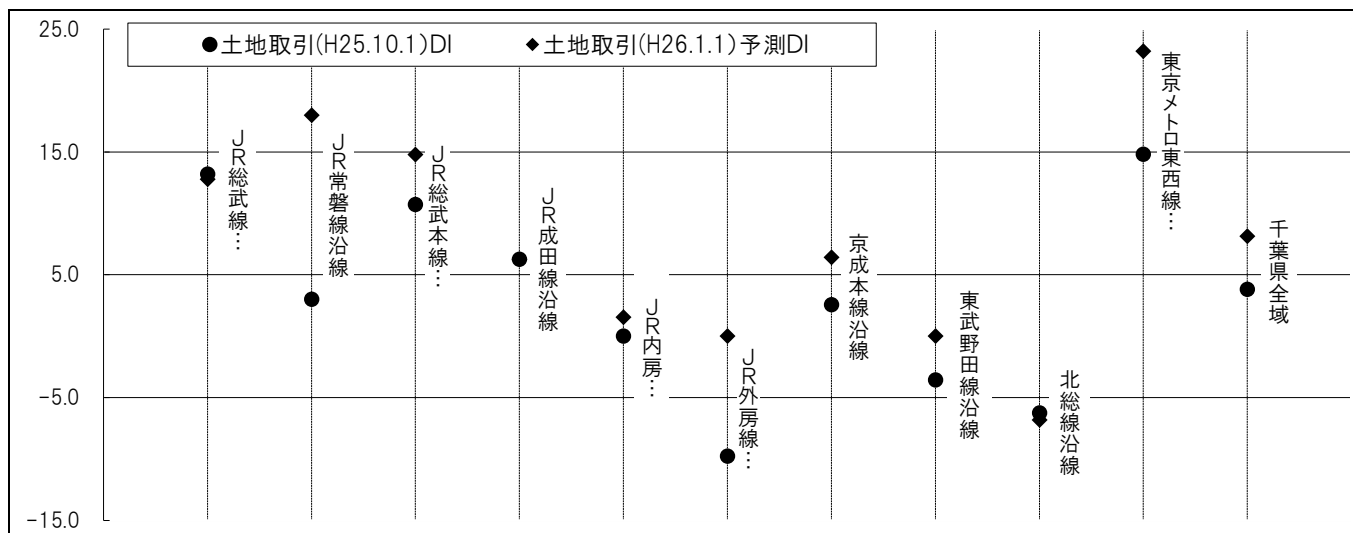 25.0
●土地取引(H25.10.1)DI
◆土地取引(H26.1.1)予測DI
15.0
5.0
-5.0
-15.0
ＪＲ総武線…
ＪＲ常磐線沿線
ＪＲ総武本線…
ＪＲ成田線沿線
ＪＲ内房…
ＪＲ外房線…
京成本線沿線
東武野田線沿線
北総線沿線
東京メトロ東西線…
千葉県全域